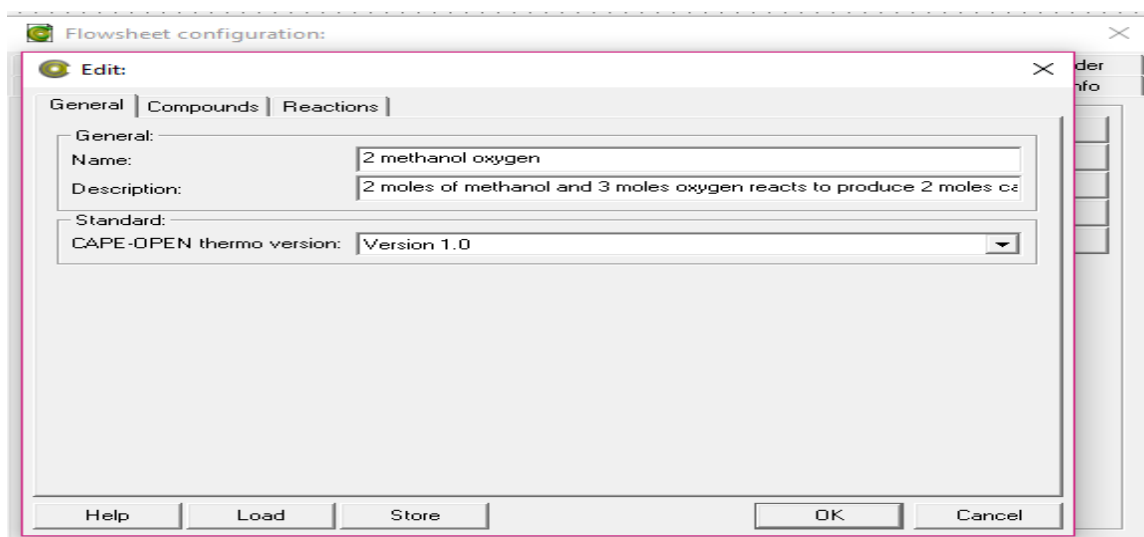 Flowsheet configuration:
Edit:
General Compounds Reactions
General:
Name: 2 methanol oxygen
Description: 2 moles of methanol and 3 moles oxygen reacts to produce 2 moles ca
Standard:
CAPE-OPEN thermo version: Version 1.0
Help Load Store OK Cancel